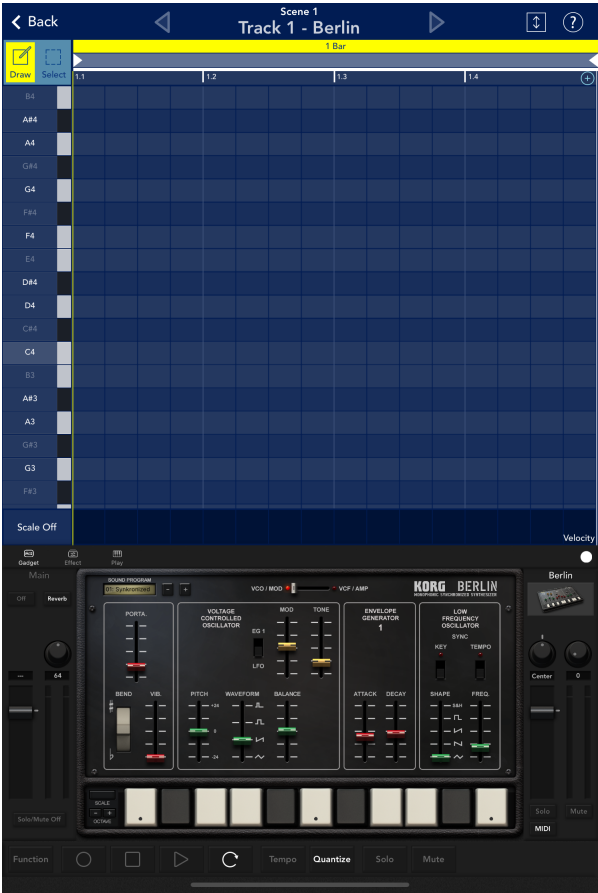 Scene 1
Back
Track 1 - Berlin
?
1 Bar
Draw
Select
1.1
1.2
1.3
1.4
B4
A#4
A4
G#4
G4
F#4
F4
E4
D#4
D4
C#4
C4
B3
A#3
A3
G#3
G3
F#3
Scale Off
Velocity
Gadget
Effect
Play
Main
Off
Reverb
---
64
Solo/Mute Off
SOUND PROGRAM
01: Synkronized
-
+
VCO / MOD
VCF / AMP
KORG BERLIN
MONOPHONIC SYNCHRONIZED SYNTHESIZER
PORTA.
VOLTAGE
CONTROLLED
OSCILLATOR
EG 1
LFO
MOD
TONE
ENVELOPE
GENERATOR
1
LOW
FREQUENCY
OSCILLATOR
SYNC
KEY
TEMPO
BEND
VIB.
PITCH
+24
0
-24
WAVEFORM
BALANCE
ATTACK
DECAY
SHAPE
S&H
FREQ.
SCALE
-
+
OCTAVE
Berlin
Center
0
Solo
Mute
MIDI
Function
Tempo
Quantize
Solo
Mute